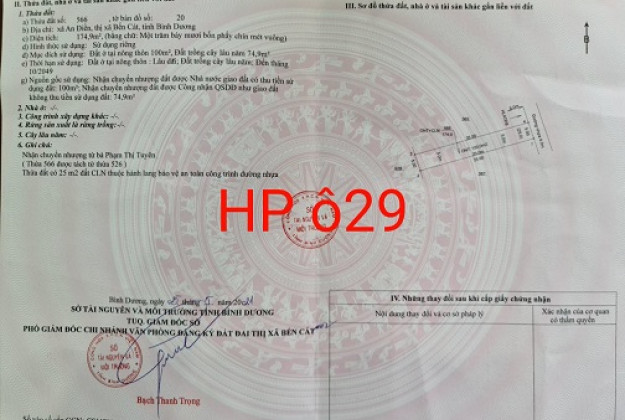 II. Thửa đất, nhà ở và tài sản khác gắn liền với đất
1. Thửa đất:
a) Thửa đất số: 566 , tờ bản đồ số: 20
b) Địa chỉ: xã An Điền, thị xã Bến Cát, tỉnh Bình Dương
c) Diện tích: 174,9m², (bằng chữ: Một trăm bảy mươi bốn phẩy chín mét vuông)
d) Hình thức sử dụng: Sử dụng riêng
đ) Mục đích sử dụng: Đất ở tại nông thôn 100m²; Đất trồng cây lâu năm 74,9m²
e) Thời hạn sử dụng: Đất ở tại nông thôn : Lâu dài; Đất trồng cây lâu năm: Đến tháng
10/2049
g) Nguồn gốc sử dụng: Nhận chuyển nhượng đất được Nhà nước giao đất có thu tiền sử
dụng đất: 100m²; Nhận chuyển nhượng đất được Công nhận QSDĐ như giao đất
không thu tiền sử dụng đất: 74,9m²
2. Nhà ở: -/-
3. Công trình xây dựng khác: -/-
4. Rừng sản xuất là rừng trồng: -/-
5. Cây lâu năm: -/-
6. Ghi chú:
Nhận chuyển nhượng từ bà Phạm Thị Tuyên
( Thửa 566 được tách từ thửa 526 )
Thửa đất có 25 m2 đất CLN thuộc hành lang bảo vệ an toàn công trình đường nhựa
III. Sơ đồ thửa đất, nhà ở và tài sản khác gắn liền với đất
B
HP ô29
SỞ
TÀI NGUYÊN VÀ
MÔI TRƯỜNG
Bình Dương, ngày
SỞ TÀI NGUYÊN VÀ MÔI TRƯỜNG TỈNH BÌNH DƯƠNG
TUQ. GIÁM ĐỐC SỞ
PHÓ GIÁM ĐỐC CHI NHÁNH VĂN PHÒNG ĐĂNG KÝ ĐẤT ĐAI THỊ XÃ BẾN CÁT
SỞ
TÀI NGUYÊN VÀ
MÔI TRƯỜNG
Bạch Thanh Trọng
IV. Những thay đổi sau khi cấp giấy chứng nhận
Nội dung thay đổi và cơ sở pháp lý
Xác nhận của cơ quan
có thẩm quyền